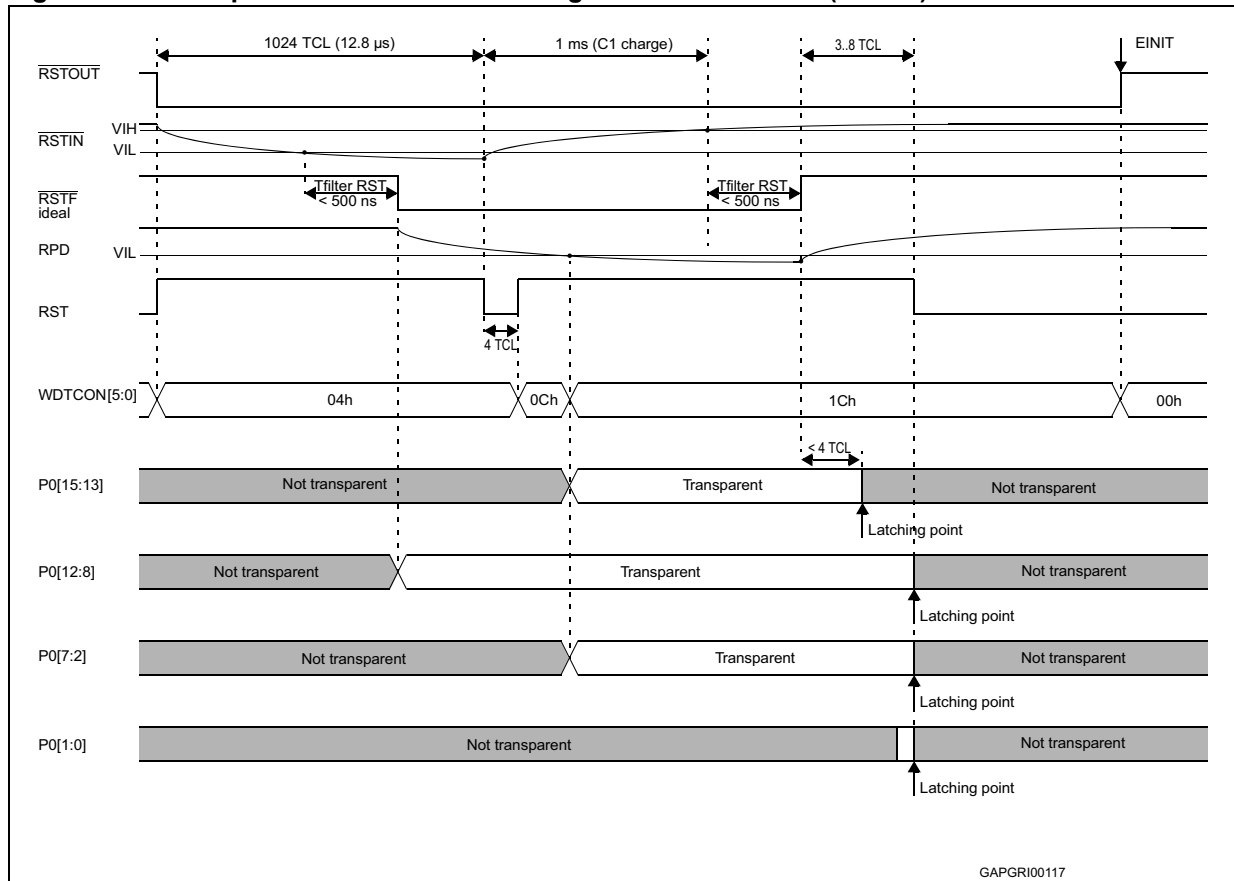 1024 TCL (12.8 µs)
1 ms (C1 charge)
3..8 TCL
EINIT
RSTOUT
RSTIN
VIH
VIL
RSTF
ideal
Tfilter RST
< 500 ns
Tfilter RST
< 500 ns
RPD
VIL
RST
4 TCL
WDTCON[5:0]
04h
0Ch
1Ch
00h
< 4 TCL
P0[15:13]
Not transparent
Transparent
Not transparent
Latching point
P0[12:8]
Not transparent
Transparent
Not transparent
Latching point
P0[7:2]
Not transparent
Transparent
Not transparent
Latching point
P0[1:0]
Not transparent
Not transparent
Latching point
GAPGRI00117